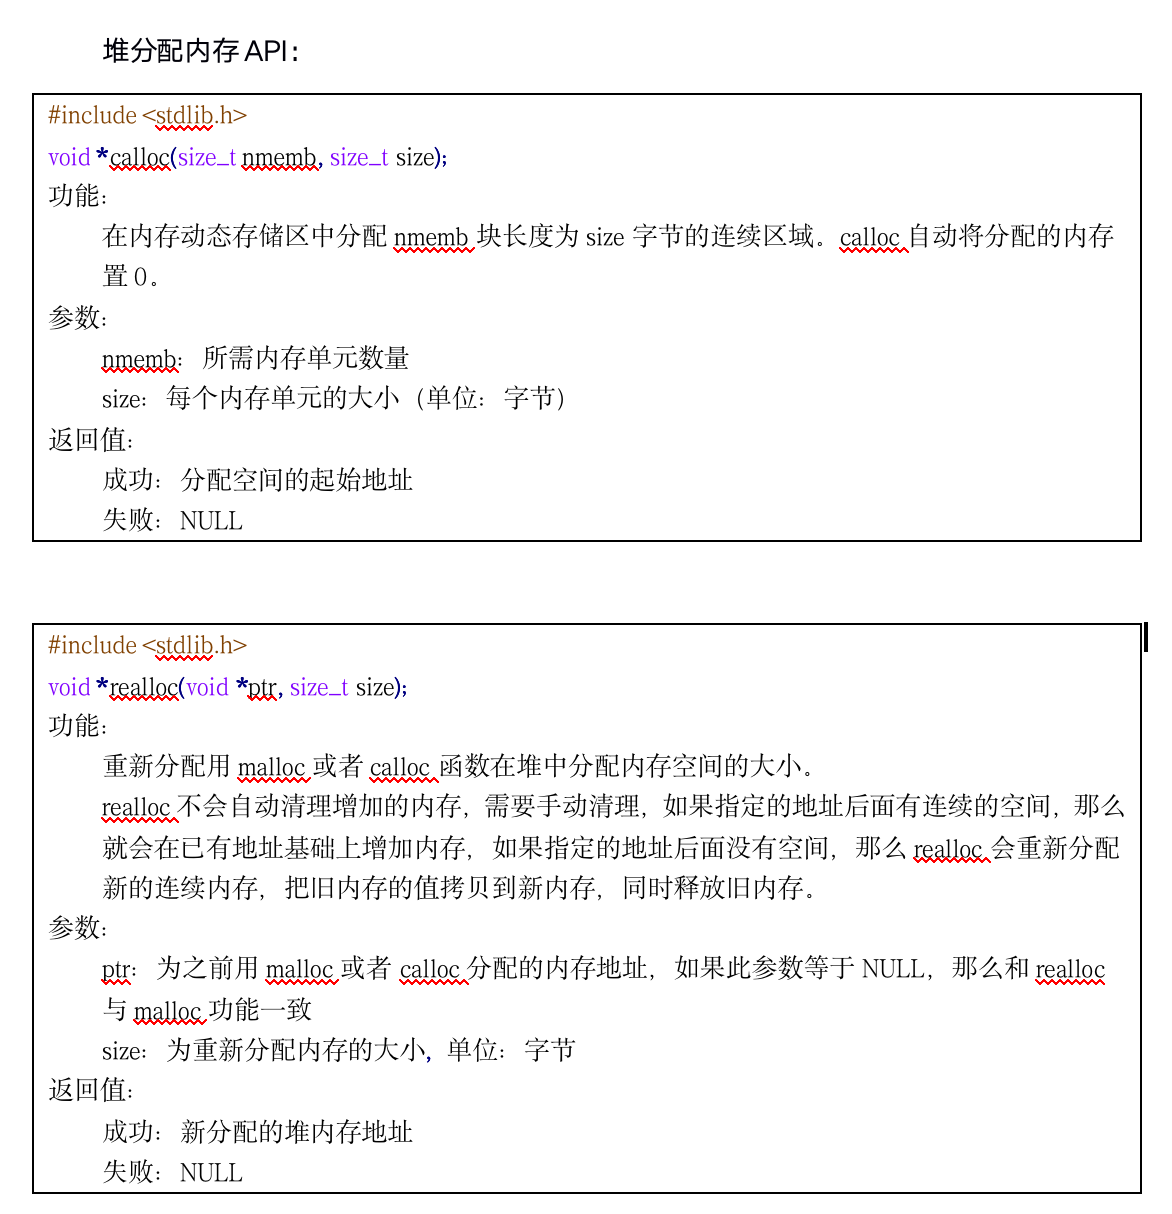 堆分配内存 API：
#include <stdlib.h>
void *calloc(size_t nmemb, size_t size);
功能：
在内存动态存储区中分配 nmemb 块长度为 size 字节的连续区域。calloc 自动将分配的内存
置 0。
参数：
nmemb： 所需内存单元数量
size： 每个内存单元的大小（单位： 字节）
返回值：
成功： 分配空间的起始地址
失败： NULL
#include <stdlib.h>
void *realloc(void *ptr, size_t size);
功能：
重新分配用 malloc 或者 calloc 函数在堆中分配内存空间的大小。
realloc 不会自动清理增加的内存，需要手动清理，如果指定的地址后面有连续的空间，那么
就会在已有地址基础上增加内存，如果指定的地址后面没有空间，那么 realloc 会重新分配
新的连续内存，把旧内存的值拷贝到新内存，同时释放旧内存。
参数：
ptr： 为之前用 malloc 或者 calloc 分配的内存地址，如果此参数等于 NULL，那么和 realloc
与 malloc 功能一致
size： 为重新分配内存的大小, 单位： 字节
返回值：
成功： 新分配的堆内存地址
失败： NULL